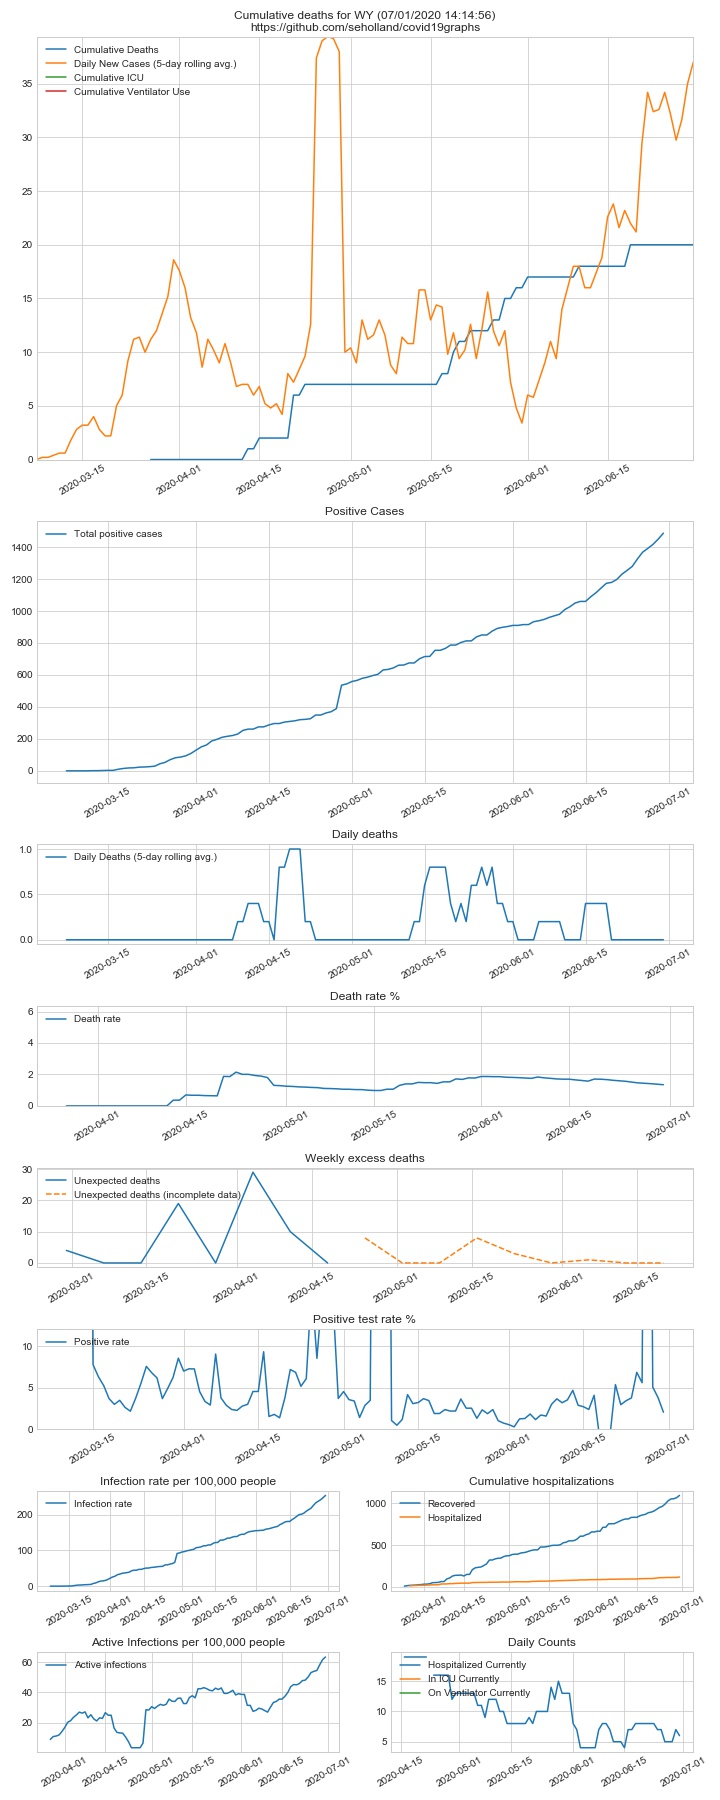 Cumulative deaths for WY (07/01/2020 14:14:56)
https://github.com/seholland/covid19graphs
Cumulative Deaths
Daily New Cases (5-day rolling avg.)
Cumulative ICU
Cumulative Ventilator Use
35
30
25
20
15
10
5
0
2020-03-15 2020-04-01 2020-04-15 2020-05-01 2020-05-15 2020-06-01 2020-06-15
Positive Cases
Total positive cases
1400
1200
1000
800
600
400
200
0
2020-03-15 2020-04-01 2020-04-15 2020-05-01 2020-05-15 2020-06-01 2020-06-15 2020-07-01
Daily deaths
Daily Deaths (5-day rolling avg.)
1.0
0.5
0.0
2020-03-15 2020-04-01 2020-04-15 2020-05-01 2020-05-15 2020-06-01 2020-06-15 2020-07-01
Death rate %
Death rate
6
4
2
0
2020-04-01 2020-04-15 2020-05-01 2020-05-15 2020-06-01 2020-06-15 2020-07-01
Weekly excess deaths
Unexpected deaths
Unexpected deaths (incomplete data)
30
20
10
0
2020-03-01 2020-03-15 2020-04-01 2020-04-15 2020-05-01 2020-05-15 2020-06-01 2020-06-15
Positive test rate %
Positive rate
10
5
0
2020-03-15 2020-04-01 2020-04-15 2020-05-01 2020-05-15 2020-06-01 2020-06-15 2020-07-01
Infection rate per 100,000 people
Infection rate
200
100
0
2020-03-15 2020-04-01 2020-04-15 2020-05-01 2020-05-15 2020-06-01 2020-06-15 2020-07-01
Cumulative hospitalizations
Recovered
Hospitalized
1000
500
0
2020-04-01 2020-04-15 2020-05-01 2020-05-15 2020-06-01 2020-06-15 2020-07-01
Active Infections per 100,000 people
Active infections
60
40
20
2020-04-01 2020-04-15 2020-05-01 2020-05-15 2020-06-01 2020-06-15 2020-07-01
Daily Counts
Hospitalized Currently
In ICU Currently
On Ventilator Currently
15
10
5
2020-04-15 2020-05-01 2020-05-15 2020-06-01 2020-06-15 2020-07-01